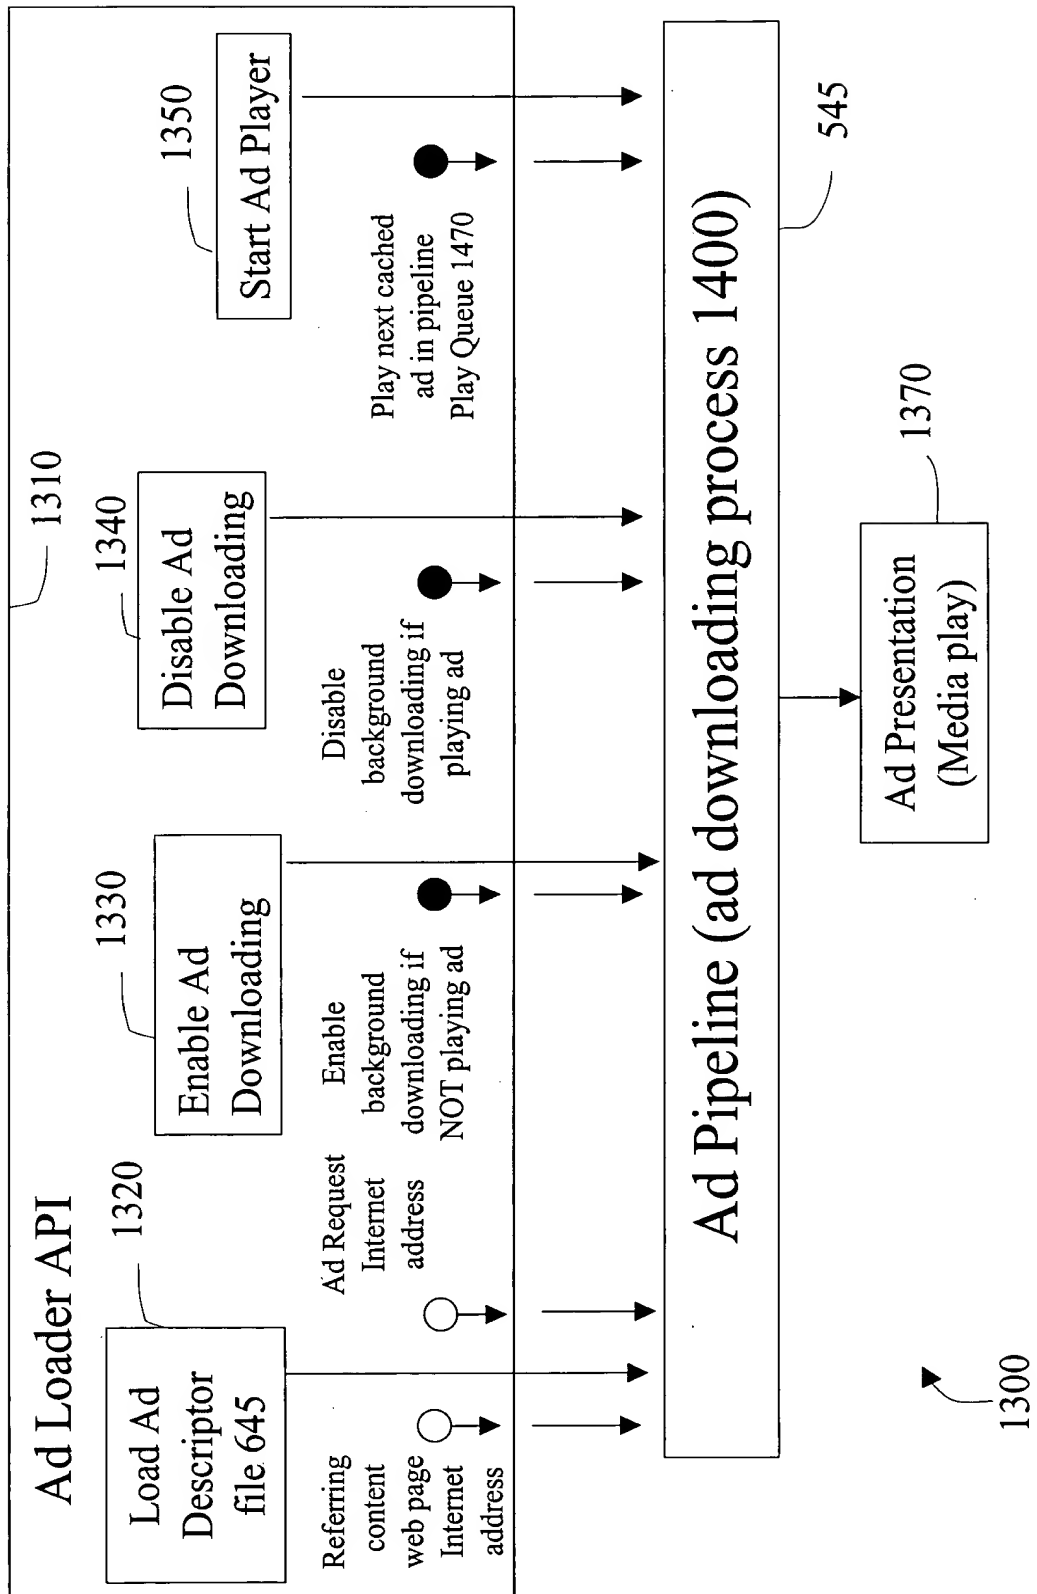 Ad Loader API
1310
1320
1330
1340
1350
Load Ad
Descriptor
file 645
Enable Ad
Downloading
Disable Ad
Downloading
Start Ad Player
Referring
content
web page
Internet
address
Ad Request
Internet
address
Enable
background
downloading if
NOT playing ad
Disable
background
downloading if
playing ad
Play next cached
ad in pipeline
Play Queue 1470
Ad Pipeline (ad downloading process 1400)
545
Ad Presentation
(Media play)
1370
1300